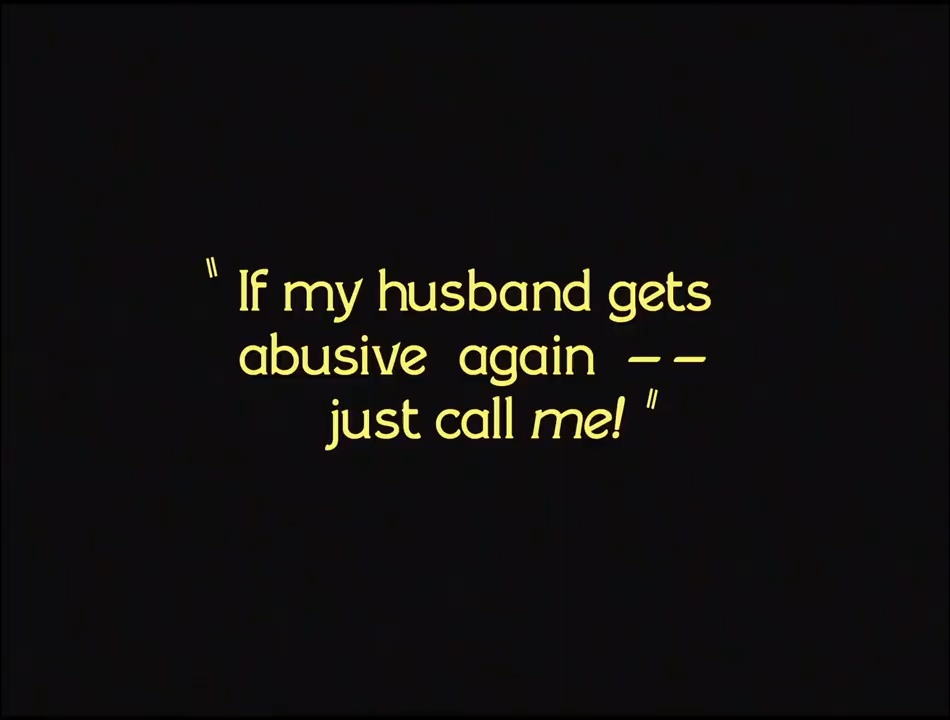 " If my husband gets
abusive again – –
just call me! "